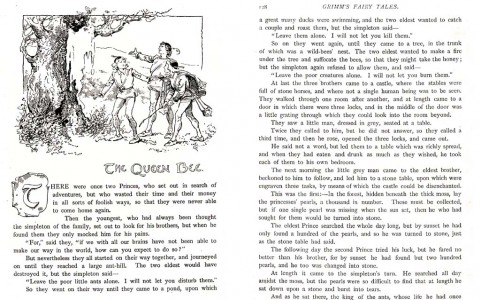 The Queen Bee
THERE were once two Princes, who set out in search of
adventures, but who wasted their time and their money
in all sorts of foolish ways, so that they were never able
to come home again.
Then the youngest, who had always been thought
the simpleton of the family, set out to look for his brothers, but when he
found them they only mocked him for his pains.
"For," said they, "if we with all our brains have not been able to
make our way in the world, how can you expect to do so?"
But nevertheless they all started on their way together, and journeyed
on until they reached a large ant-hill. The two eldest would have
destroyed it, but the simpleton said—
"Leave the poor little ants alone. I will not let you disturb them."
So they went on their way until they came to a pond, upon which
128 GRIMM'S FAIRY TALES.
a great many ducks were swimming, and the two eldest wanted to catch
a couple and roast them, but the simpleton said—
"Leave them alone. I will not let you kill them."
So on they went again, until they came to a tree, in the trunk
of which was a wild-bees' nest. The two eldest wanted to make a fire
under the tree and suffocate the bees, so that they might take the honey;
but the simpleton again refused to allow them, and said—
"Leave the poor creatures alone. I will not let you burn them."
At last the three brothers came to a castle, where the stables were
full of stone horses, and where not a single human being was to be seen.
They walked through one room after another, and at length came to a
door in which there were three locks, and in the middle of the door was
a little grating through which they could look into the room beyond.
They saw a little man, dressed in grey, seated at a table.
Twice they called to him, but he did not answer, so they called a
third time, and then he rose, opened the three locks, and came out.
He said not a word, but led them to a table which was richly spread,
and when they had eaten and drunk as much as they wished, he took
each of them to his own bedroom.
The next morning the little grey man came to the eldest brother,
beckoned to him to follow, and led him to a stone table, upon which were
engraven three tasks, by means of which the castle could be disenchanted.
This was the first:—In the forest, hidden beneath the thick moss, lay
the princesses' pearls, a thousand in number. These must be collected,
but if one single pearl was missing when the sun set, then he who had
sought for them would be turned into stone.
The eldest Prince searched the whole day long, but by sunset he had
only found a hundred of the pearls, and so he was turned to stone, just
as the stone table had said.
The following day the second Prince tried his luck, but he fared no
better than his brother, for by sunset he had found but two hundred
pearls, and he too was changed into stone.
At length it came to the simpleton's turn. He searched all day
amidst the moss, but the pearls were so difficult to find that at length he
sat down upon a stone and burst into tears.
And as he sat there, the king of the ants, whose life he had once